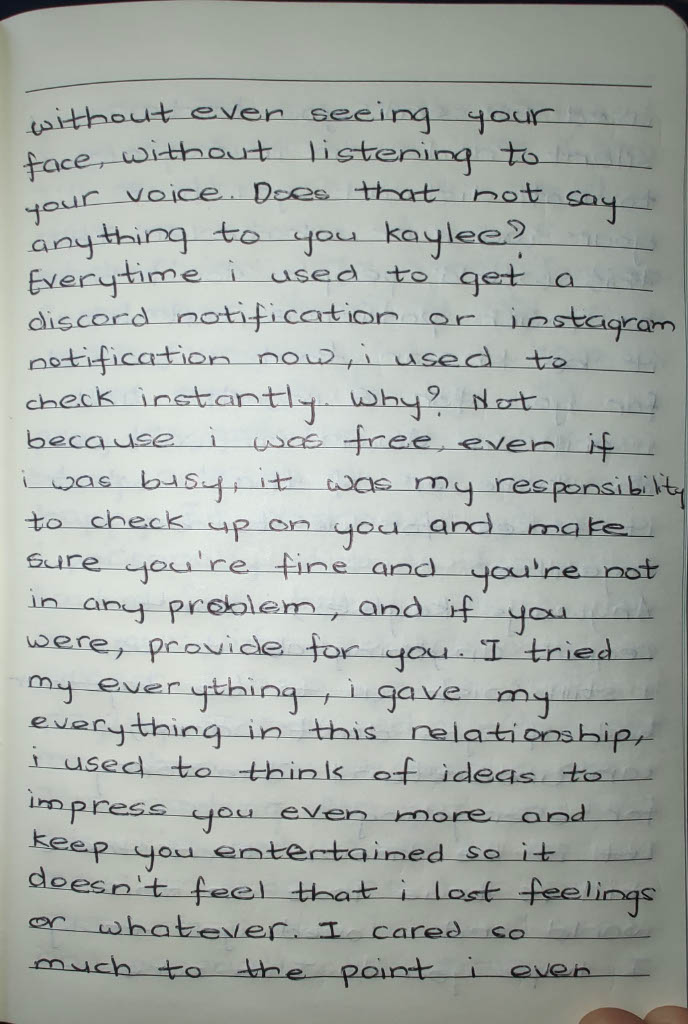 without ever seeing your
face, without listening to
your voice. Does that not say
anything to you kaylee?
Everytime i used to get a
discord notification or instagram
notification now, i used to
check instantly. Why? Not
because i was free, even if
i was busy, it was my responsibility
to check up on you and make
sure you're fine and you're not
in any problem, and if you
were, provide for you. I tried
my everything, i gave my
everything in this relationship,
i used to think of ideas to
impress you even more and
keep you entertained so it
doesn't feel that i lost feelings
or whatever. I cared so
much to the point i even